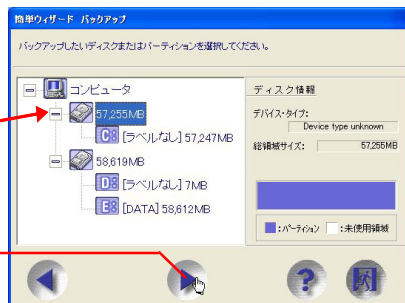 簡単ウィザード バックアップ
バックアップしたいディスクまたはパーティションを選択してください。
コンピュータ
57,255MB
C: [ラベルなし] 57,247MB
58,619MB
D: [ラベルなし] 7MB
E: [DATA] 58,612MB
ディスク情報
デバイス・タイプ:
Device type unknown
総領域サイズ: 57,255MB
:パーティション :未使用領域
?